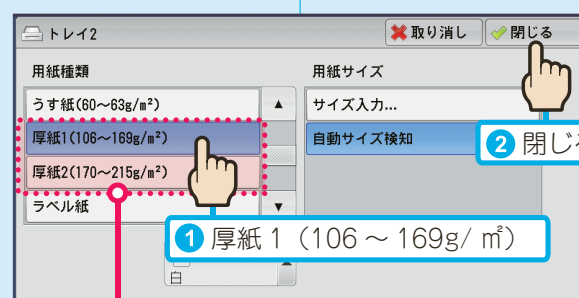 トレイ2
取り消し
閉じる
用紙種類
用紙サイズ
うす紙(60～63g/m²)
サイズ入力...
厚紙1(106～169g/m²)
自動サイズ検知
厚紙2(170～215g/m²)
2 閉じ
ラベル紙
1 厚紙 1（106 ～ 169g/ ㎡）
白